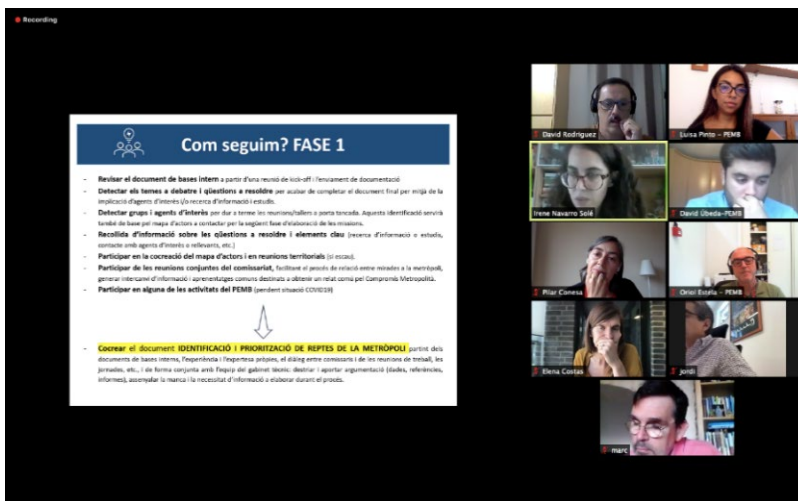 Recording
Com seguim? FASE 1
- Revisar el document de bases intern a partir d'una reunió de kick-off i l'enviament de documentació
- Detectar els temes a debatre i qüestions a resoldre per acabar de completar el document final per mitjà de la
implicació d'agents d'interès i/o recerca d'informació i estudis.
- Detectar grups i agents d'interès per dur a terme les reunions/tallers a porta tancada. Aquesta identificació servirà
també de base pel mapa d'actors a contactar per la següent fase d'elaboració de les missions.
- Recollida d'informació sobre les qüestions a resoldre i elements clau (recerca d'informació o estudis,
contacte amb agents d'interès o rellevants, etc.)
- Participar en la cocreació del mapa d'actors i en reunions territorials (si escau).
- Participar de les reunions conjuntes del comissariat, facilitant el procés de relació entre mirades a la metròpoli,
generar intercanvi d'informació i aprenentatges comuns destinats a obtenir un relat comú pel Compromís Metropolità.
- Participar en alguna de les activitats del PEMB (pendent situació COVID19)
- Cocrear el document IDENTIFICACIÓ I PRIORITZACIÓ DE REPTES DE LA METRÒPOLI partint dels
documents de bases interns, l'experiència i l'expertesa pròpies, el diàleg entre comissaris i de les reunions de treball, les
jornades, etc., i de forma conjunta amb l'equip del gabinet tècnic: destriar i aportar argumentació (dades, referències,
informes), assenyalar la manca i la necessitat d'informació a elaborar durant el procés.
David Rodríguez
Luisa Pinto – PEMB
Irene Navarro Solé
David Úbeda-PEMB
Pilar Conesa
Oriol Estela – PEMB
Elena Costas
jordi
marc